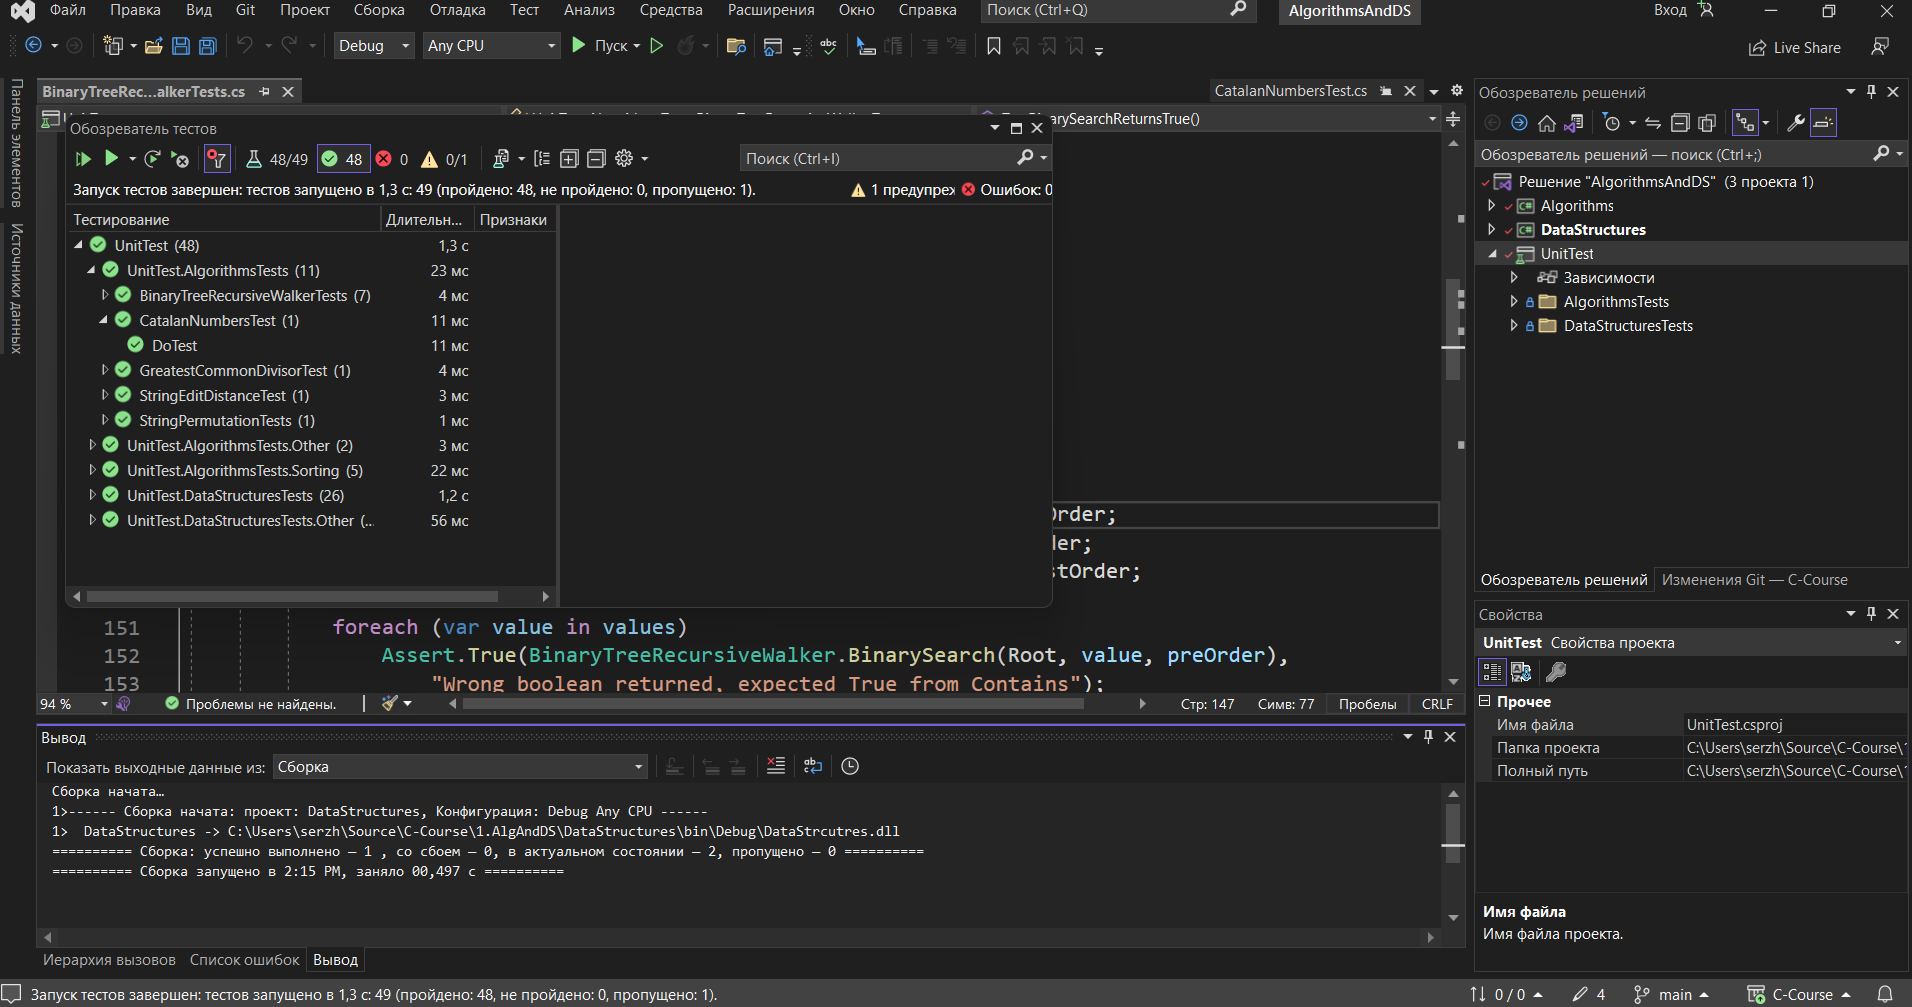 Файл Правка Вид Git Проект Сборка Отладка Тест Анализ Средства Расширения Окно Справка Поиск (Ctrl+Q) AlgorithmsAndDS Вход
Debug Any CPU Пуск Live Share
Панель элементов
Источники данных
BinaryTreeRec...alkerTests.cs CatalanNumbersTest.cs
BinarySearchReturnsTrue()
Обозреватель тестов
48/49 48 0 0/1 Поиск (Ctrl+I)
Запуск тестов завершен: тестов запущено в 1,3 с: 49 (пройдено: 48, не пройдено: 0, пропущено: 1). 1 предупреж Ошибок: 0
Тестирование Длительн... Признаки
UnitTest (48) 1,3 с
UnitTest.AlgorithmsTests (11) 23 мс
BinaryTreeRecursiveWalkerTests (7) 4 мс
CatalanNumbersTest (1) 11 мс
DoTest 11 мс
GreatestCommonDivisorTest (1) 4 мс
StringEditDistanceTest (1) 3 мс
StringPermutationTests (1) 1 мс
UnitTest.AlgorithmsTests.Other (2) 3 мс
UnitTest.AlgorithmsTests.Sorting (5) 22 мс
UnitTest.DataStructuresTests (26) 1,2 с
UnitTest.DataStructuresTests.Other (... 56 мс
Order;
der;
stOrder;
151 foreach (var value in values)
152 Assert.True(BinaryTreeRecursiveWalker.BinarySearch(Root, value, preOrder),
153 "Wrong boolean returned, expected True from Contains");
94 % Проблемы не найдены. Стр: 147 Симв: 77 Пробелы CRLF
Вывод
Показать выходные данные из: Сборка
Сборка начата…
1>------ Сборка начата: проект: DataStructures, Конфигурация: Debug Any CPU ------
1>  DataStructures -> C:\Users\serzh\Source\C-Course\1.AlgAndDS\DataStructures\bin\Debug\DataStrcutres.dll
========== Сборка: успешно выполнено — 1 , со сбоем — 0, в актуальном состоянии — 2, пропущено — 0 ==========
========== Сборка запущено в 2:15 PM, заняло 00,497 с ==========
Иерархия вызовов Список ошибок Вывод
Обозреватель решений
Обозреватель решений — поиск (Ctrl+;)
Решение "AlgorithmsAndDS" (3 проекта 1)
Algorithms
DataStructures
UnitTest
Зависимости
AlgorithmsTests
DataStructuresTests
Обозреватель решений Изменения Git — C-Course
Свойства
UnitTest Свойства проекта
Прочее
Имя файла UnitTest.csproj
Папка проекта C:\Users\serzh\Source\C-Course\
Полный путь C:\Users\serzh\Source\C-Course\
Имя файла
Имя файла проекта.
Запуск тестов завершен: тестов запущено в 1,3 с: 49 (пройдено: 48, не пройдено: 0, пропущено: 1). 0 / 0 4 main C-Course